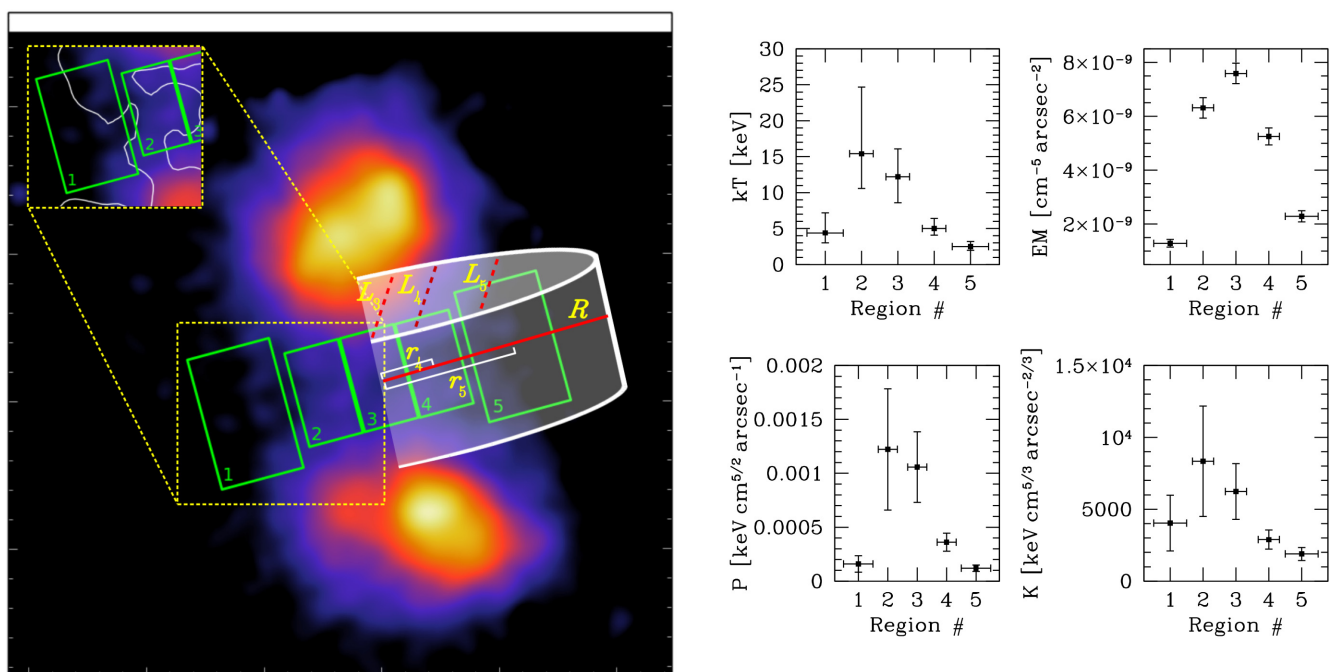 1
2
3
L₃
L₄
L₅
R
r₄
r₅
1
2
3
4
5
kT [keV]
30
25
20
15
10
5
0
1 2 3 4 5
Region #
EM [cm⁻⁵ arcsec⁻²]
8×10⁻⁹
6×10⁻⁹
4×10⁻⁹
2×10⁻⁹
1 2 3 4 5
Region #
P [keV cm⁵/² arcsec⁻¹]
0.002
0.0015
0.001
0.0005
0
1 2 3 4 5
Region #
K [keV cm⁵/³ arcsec⁻²/³]
1.5×10⁴
10⁴
5000
0
1 2 3 4 5
Region #